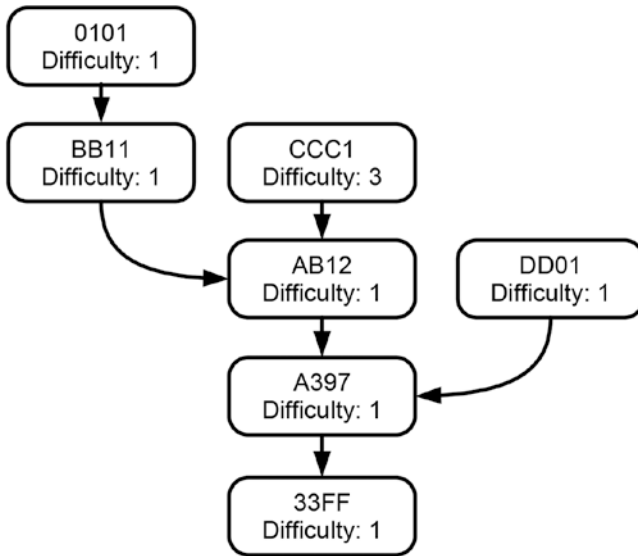 0101
Difficulty: 1
BB11
Difficulty: 1
CCC1
Difficulty: 3
AB12
Difficulty: 1
DD01
Difficulty: 1
A397
Difficulty: 1
33FF
Difficulty: 1